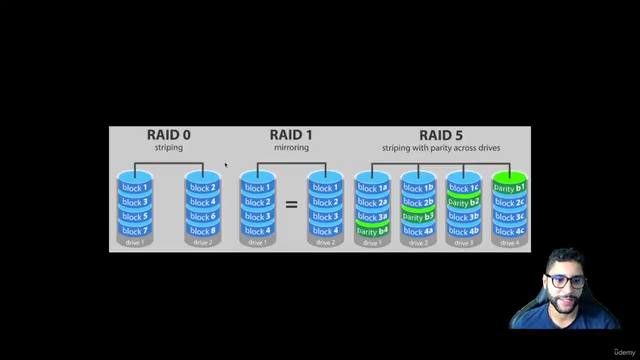 RAID 0
striping
block 1
block 3
block 5
block 7
drive 1
block 2
block 4
block 6
block 8
drive 2
RAID 1
mirroring
block 1
block 2
block 3
block 4
drive 1
=
block 1
block 2
block 3
block 4
drive 2
RAID 5
striping with parity across drives
block 1a
block 2a
block 3a
parity b4
drive 1
block 1b
block 2b
parity b3
block 4a
drive 2
block 1c
parity b2
block 3b
block 4b
drive 3
parity b1
block 2c
block 3c
block 4c
drive 4
udemy